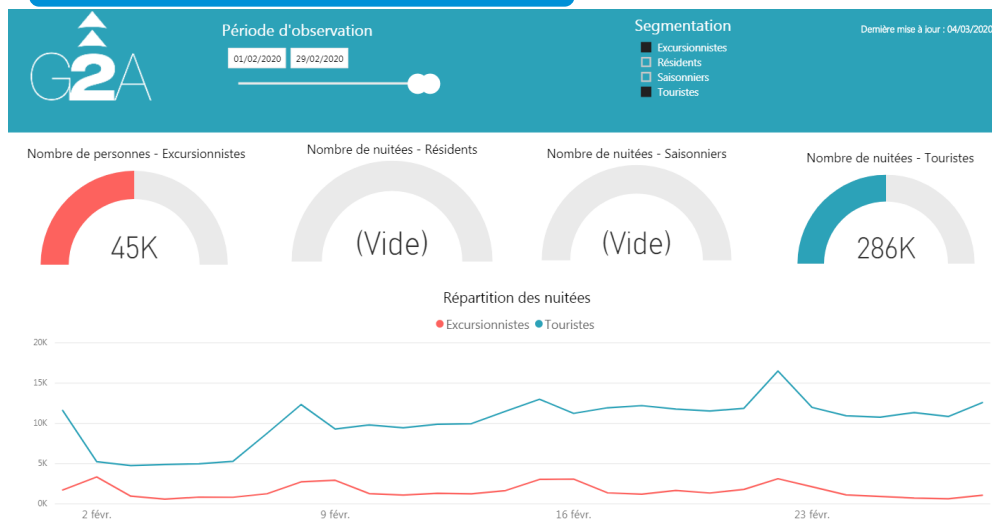 G2A
Période d'observation
01/02/2020 29/02/2020
Segmentation
Excursionnistes
Résidents
Saisonniers
Touristes
Dernière mise à jour : 04/03/2020
Nombre de personnes - Excursionnistes
45K
Nombre de nuitées - Résidents
(Vide)
Nombre de nuitées - Saisonniers
(Vide)
Nombre de nuitées - Touristes
286K
Répartition des nuitées
Excursionnistes Touristes
20K
15K
10K
5K
0K
2 févr. 9 févr. 16 févr. 23 févr.